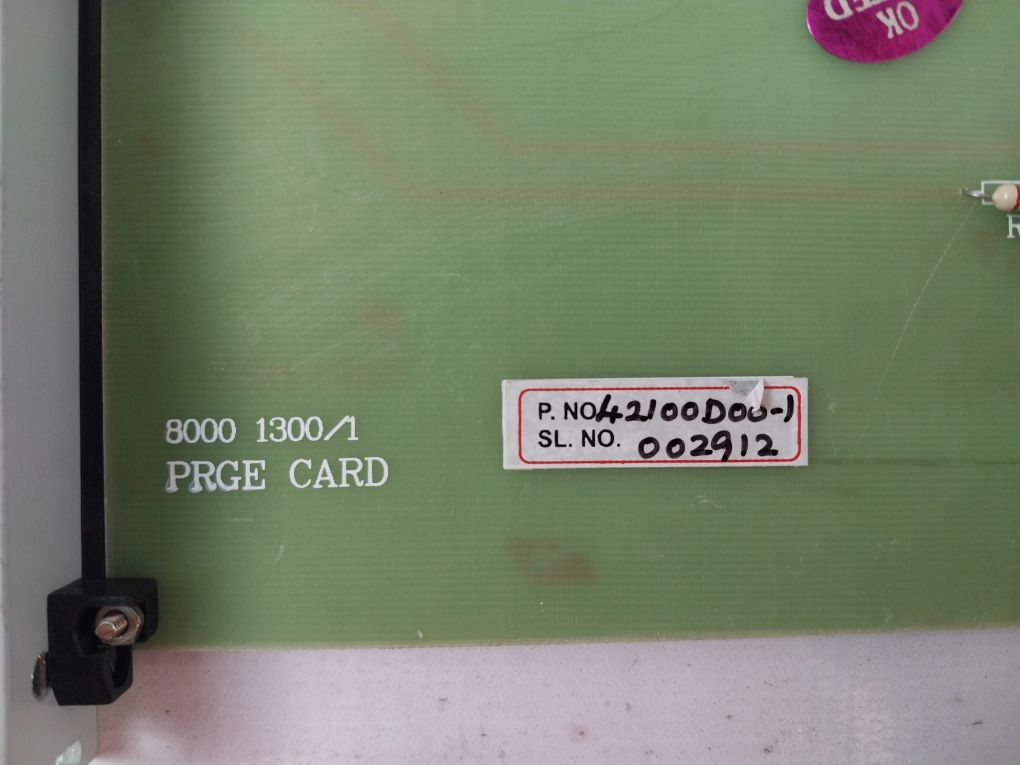 OK
8000 1300/1
PRGE CARD
P. NO. 42100D00-1
SL. NO. 002912
R